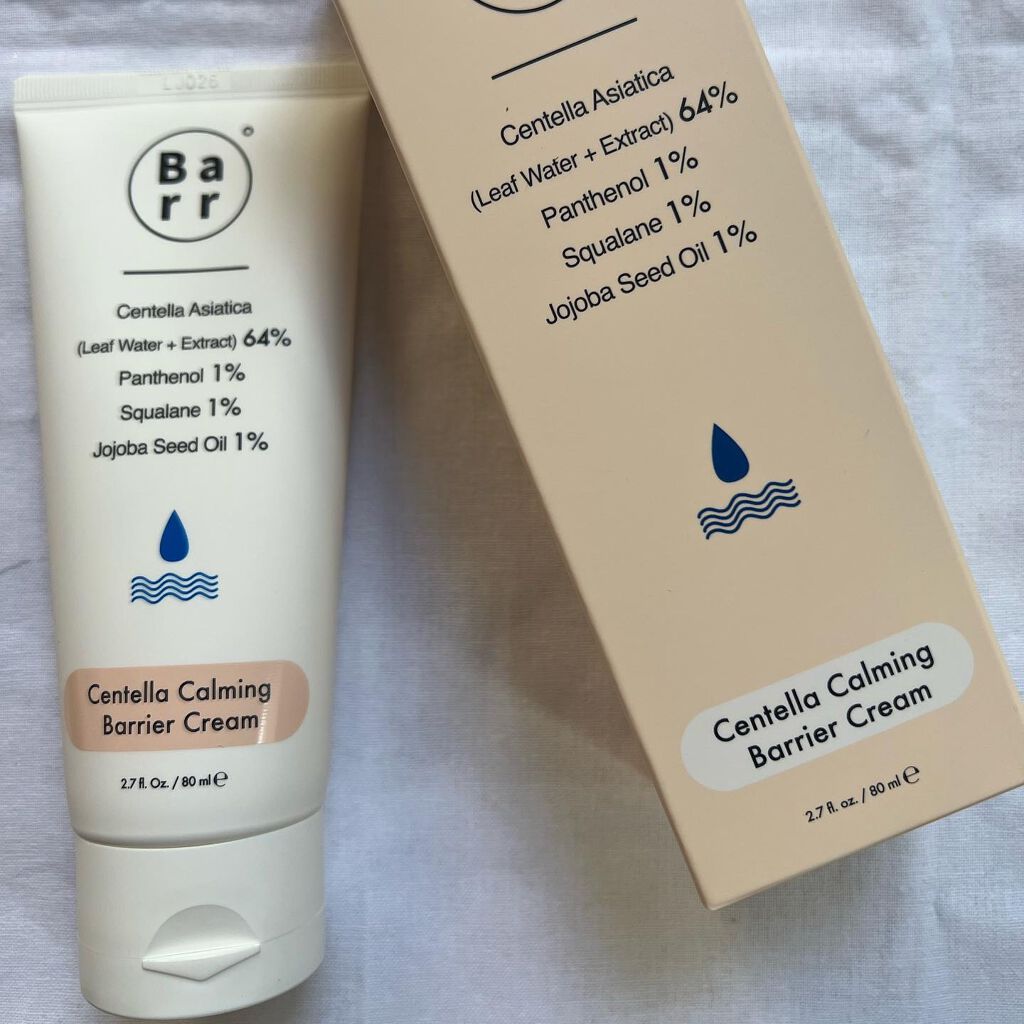 Ba
rr
Centella Asiatica
(Leaf Water + Extract) 64%
Panthenol 1%
Squalane 1%
Jojoba Seed Oil 1%
Centella Calming
Barrier Cream
2.7 fl. Oz. / 80 ml ℮
Centella Asiatica
(Leaf Water + Extract) 64%
Panthenol 1%
Squalane 1%
Jojoba Seed Oil 1%
Centella Calming
Barrier Cream
2.7 fl. oz. / 80 ml ℮